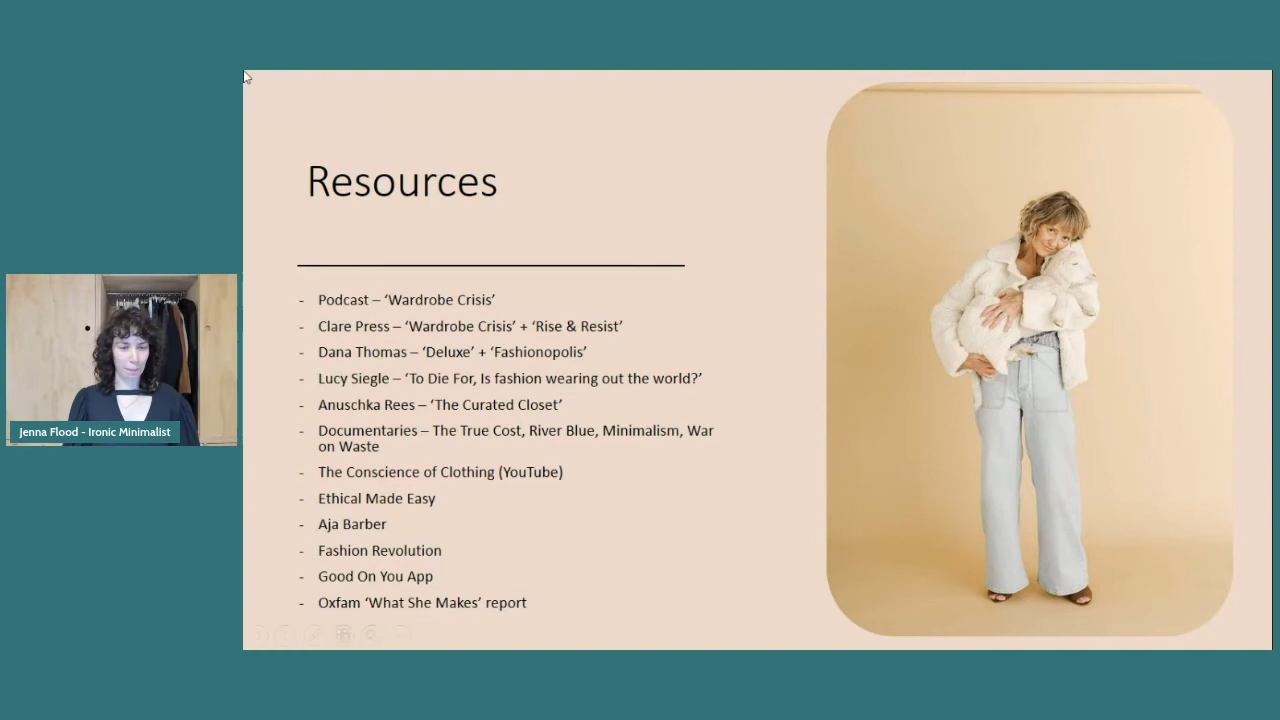 Resources
- Podcast – ‘Wardrobe Crisis’
- Clare Press – ‘Wardrobe Crisis’ + ‘Rise & Resist’
- Dana Thomas – ‘Deluxe’ + ‘Fashionopolis’
- Lucy Siegle – ‘To Die For, Is fashion wearing out the world?’
- Anuschka Rees – ‘The Curated Closet’
- Documentaries – The True Cost, River Blue, Minimalism, War
on Waste
- The Conscience of Clothing (YouTube)
- Ethical Made Easy
- Aja Barber
- Fashion Revolution
- Good On You App
- Oxfam ‘What She Makes’ report
Jenna Flood - Ironic Minimalist